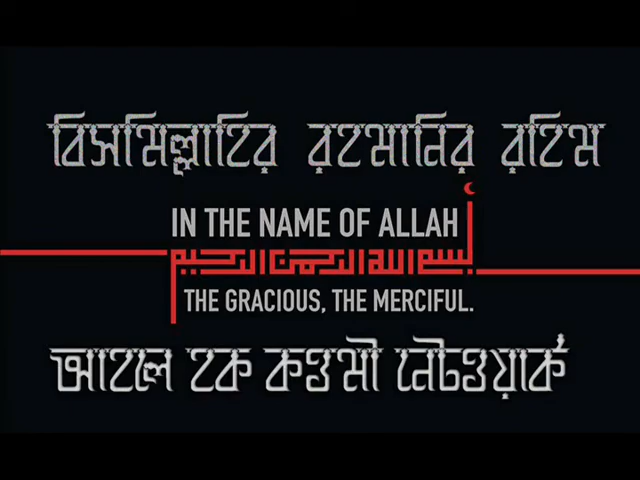 বিসমিল্লাহির রহমানির রহিম
IN THE NAME OF ALLAH
بسم الله الرحمن الرحيم
THE GRACIOUS, THE MERCIFUL.
আহলে হক কওমী নেটওয়ার্ক